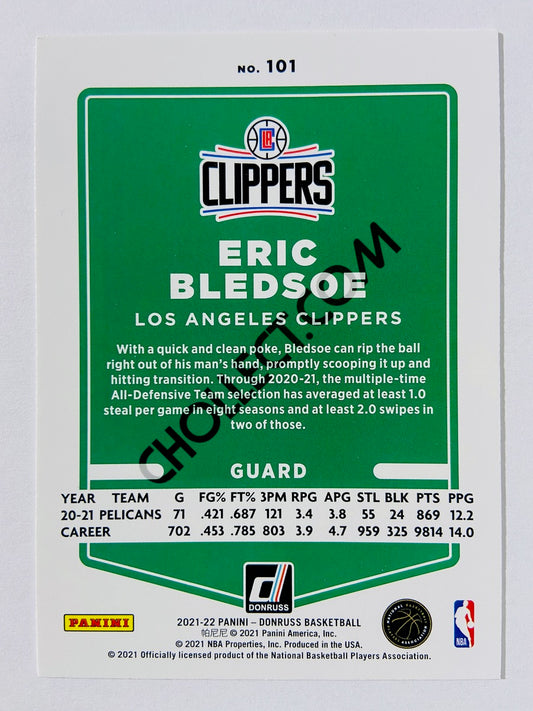 NO. 101
LA
CLIPPERS
ERIC
BLEDSOE
LOS ANGELES CLIPPERS
With a quick and clean poke, Bledsoe can rip the ball
right out of his man's hand, promptly scooping it up and
hitting transition. Through 2020-21, the multiple-time
All-Defensive Team selection has averaged at least 1.0
steal per game in eight seasons and at least 2.0 swipes in
two of those.
CHOLLECT.COM
GUARD
YEAR TEAM G FG% FT% 3PM RPG APG STL BLK PTS PPG
20-21 PELICANS 71 .421 .687 121 3.4 3.8 55 24 869 12.2
CAREER 702 .453 .785 803 3.9 4.7 959 325 9814 14.0
DONRUSS
PANINI
2021-22 PANINI – DONRUSS BASKETBALL
帕尼尼 © 2021 Panini America, Inc.
© 2021 NBA Properties, Inc. Produced in the USA.
© 2021 Officially licensed product of the National Basketball Players Association.
NATIONAL BASKETBALL
PLAYERS ASSOCIATION
NBA